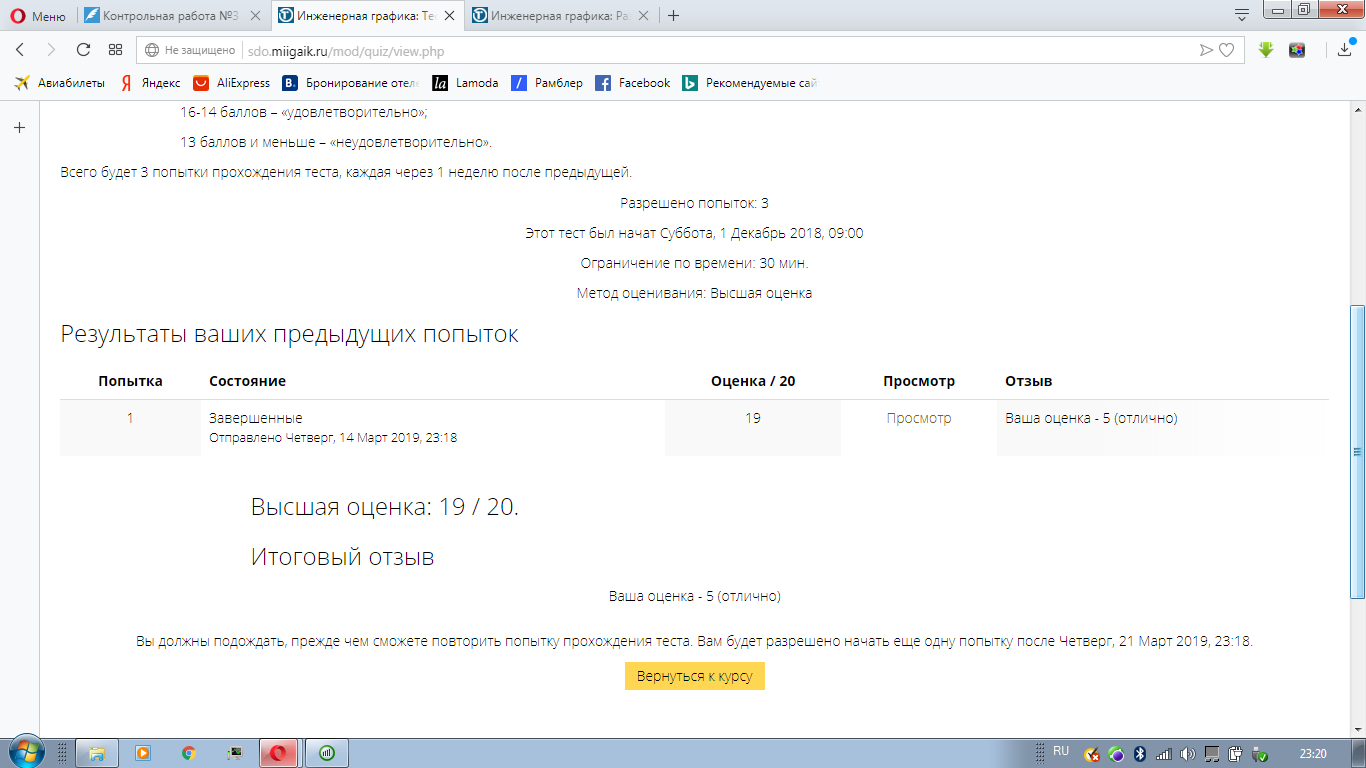 Меню
Контрольная работа №3
Инженерная графика: Те
Инженерная графика: Ра
Не защищено
sdo.miigaik.ru/mod/quiz/view.php
Авиабилеты
Яндекс
AliExpress
Бронирование отел
Lamoda
Рамблер
Facebook
Рекомендуемые сай
16-14 баллов – «удовлетворительно»;
13 баллов и меньше – «неудовлетворительно».
Всего будет 3 попытки прохождения теста, каждая через 1 неделю после предыдущей.
Разрешено попыток: 3
Этот тест был начат Суббота, 1 Декабрь 2018, 09:00
Ограничение по времени: 30 мин.
Метод оценивания: Высшая оценка
Результаты ваших предыдущих попыток
Попытка Состояние Оценка / 20 Просмотр Отзыв
1 Завершенные 19 Просмотр Ваша оценка - 5 (отлично)
Отправлено Четверг, 14 Март 2019, 23:18
Высшая оценка: 19 / 20.
Итоговый отзыв
Ваша оценка - 5 (отлично)
Вы должны подождать, прежде чем сможете повторить попытку прохождения теста. Вам будет разрешено начать еще одну попытку после Четверг, 21 Март 2019, 23:18.
Вернуться к курсу
RU
23:20